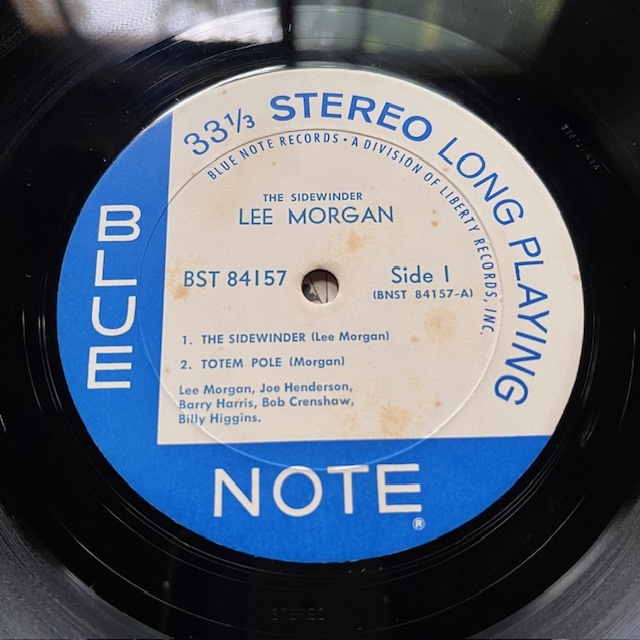 33⅓ STEREO LONG PLAYING
BLUE NOTE RECORDS • A DIVISION OF LIBERTY RECORDS, INC.
THE SIDEWINDER
LEE MORGAN
BST 84157
Side 1
(BNST 84157-A)
1. THE SIDEWINDER (Lee Morgan)
2. TOTEM POLE (Morgan)
Lee Morgan, Joe Henderson,
Barry Harris, Bob Crenshaw,
Billy Higgins.
BLUE
NOTE®